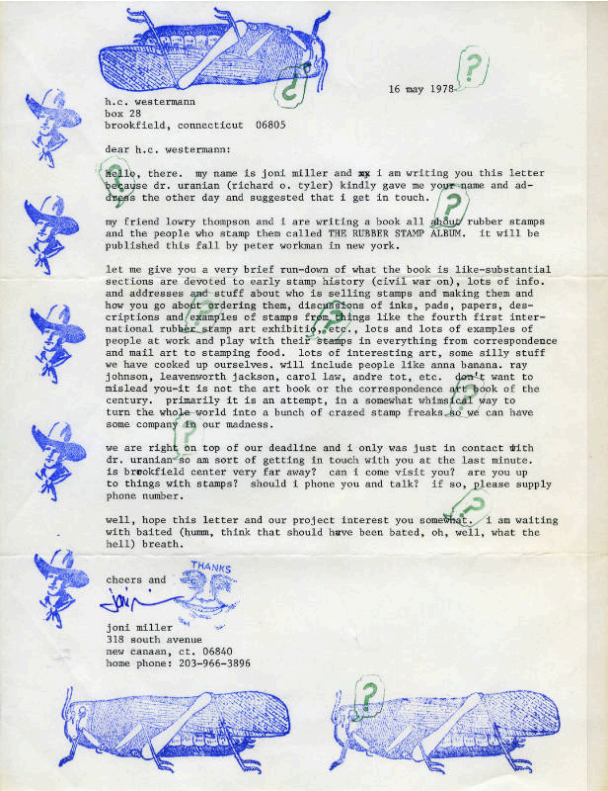 16 may 1978
h.c. westermann
box 28
brookfield, connecticut 06805
dear h.c. westermann:
hello, there. my name is joni miller and xx i am writing you this letter
because dr. uranian (richard o. tyler) kindly gave me your name and ad-
dress the other day and suggested that i get in touch.
my friend lowry thompson and i are writing a book all about rubber stamps
and the people who stamp them called THE RUBBER STAMP ALBUM. it will be
published this fall by peter workman in new york.
let me give you a very brief run-down of what the book is like-substantial
sections are devoted to early stamp history (civil war on), lots of info.
and addresses and stuff about who is selling stamps and making them and
how you go about ordering them, discussions of inks, pads, papers, des-
criptions and examples of stamps from things like the fourth first inter-
national rubber stamp art exhibition, etc., lots and lots of examples of
people at work and play with their stamps in everything from correspondence
and mail art to stamping food. lots of interesting art, some silly stuff
we have cooked up ourselves. will include people like anna banana. ray
johnson, leavenworth jackson, carol law, andre tot, etc. don't want to
mislead you-it is not the art book or the correspondence art book of the
century. primarily it is an attempt, in a somewhat whimsical way to
turn the whole world into a bunch of crazed stamp freaks so we can have
some company in our madness.
we are right on top of our deadline and i only was just in contact with
dr. uranian so am sort of getting in touch with you at the last minute.
is brookfield center very far away? can i come visit you? are you up
to things with stamps? should i phone you and talk? if so, please supply
phone number.
well, hope this letter and our project interest you somewhat. i am waiting
with baited (humm, think that should have been bated, oh, well, what the
hell) breath.
THANKS
cheers and
joni
joni miller
318 south avenue
new canaan, ct. 06840
home phone: 203-966-3896